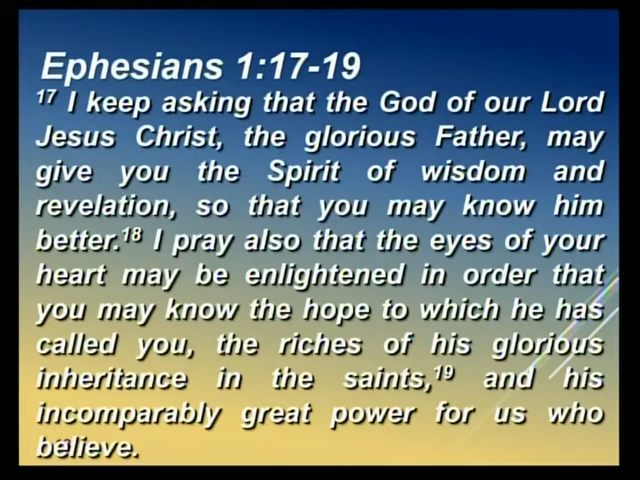 Ephesians 1:17-19
17 I keep asking that the God of our Lord
Jesus Christ, the glorious Father, may
give you the Spirit of wisdom and
revelation, so that you may know him
better.18 I pray also that the eyes of your
heart may be enlightened in order that
you may know the hope to which he has
called you, the riches of his glorious
inheritance in the saints,19 and his
incomparably great power for us who
believe.